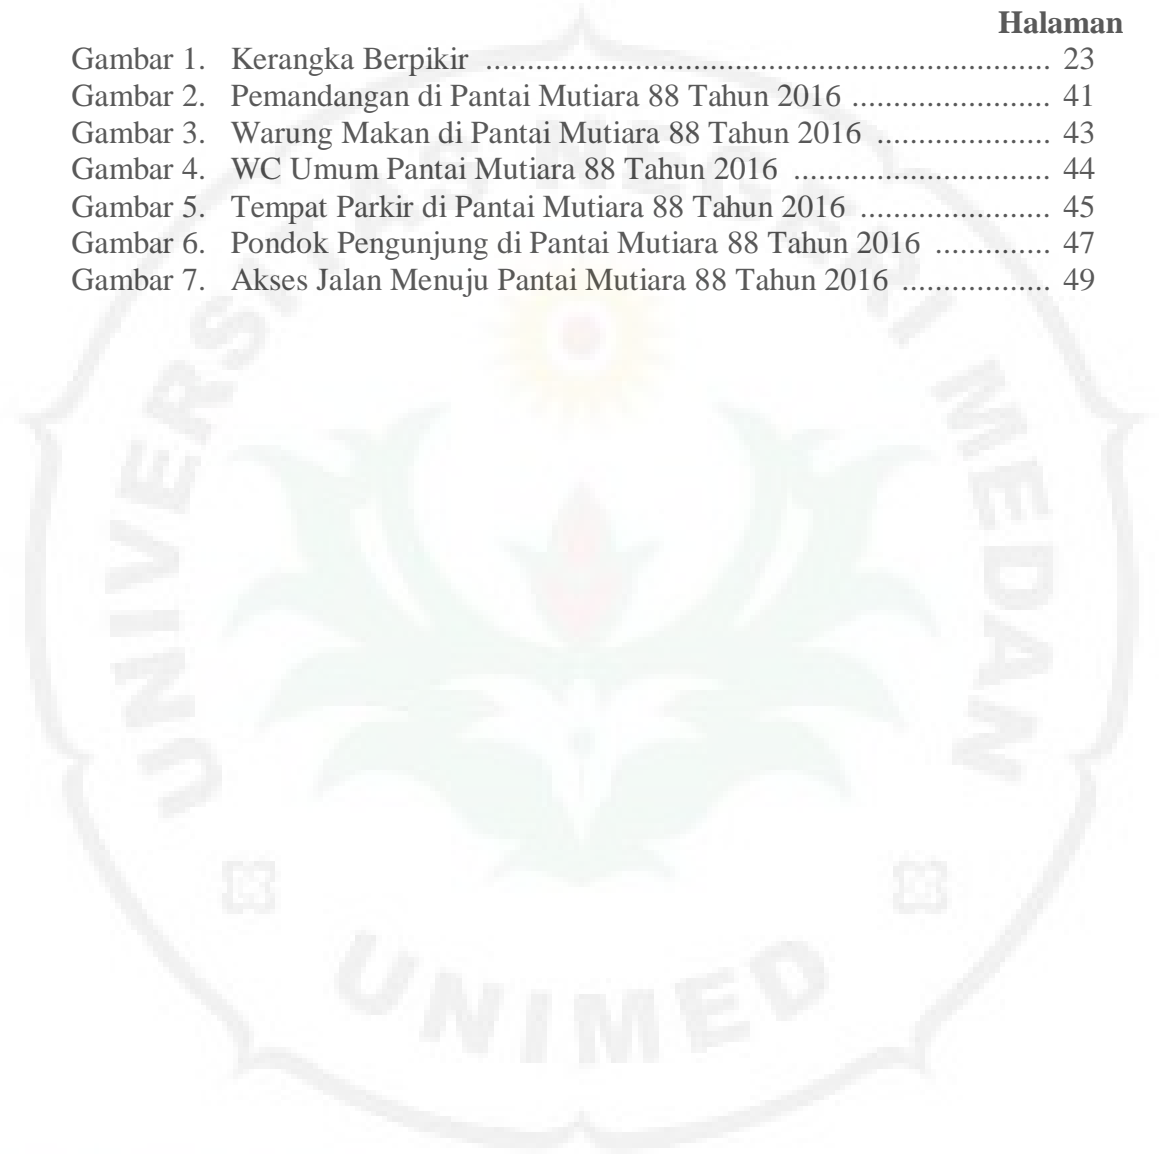 Halaman
Gambar 1. Kerangka Berpikir .................................................................... 23
Gambar 2. Pemandangan di Pantai Mutiara 88 Tahun 2016 ........................ 41
Gambar 3. Warung Makan di Pantai Mutiara 88 Tahun 2016 ..................... 43
Gambar 4. WC Umum Pantai Mutiara 88 Tahun 2016 ............................... 44
Gambar 5. Tempat Parkir di Pantai Mutiara 88 Tahun 2016 ....................... 45
Gambar 6. Pondok Pengunjung di Pantai Mutiara 88 Tahun 2016 .............. 47
Gambar 7. Akses Jalan Menuju Pantai Mutiara 88 Tahun 2016 .................. 49
UNIVERSITAS NEGERI MEDAN
UNIMED